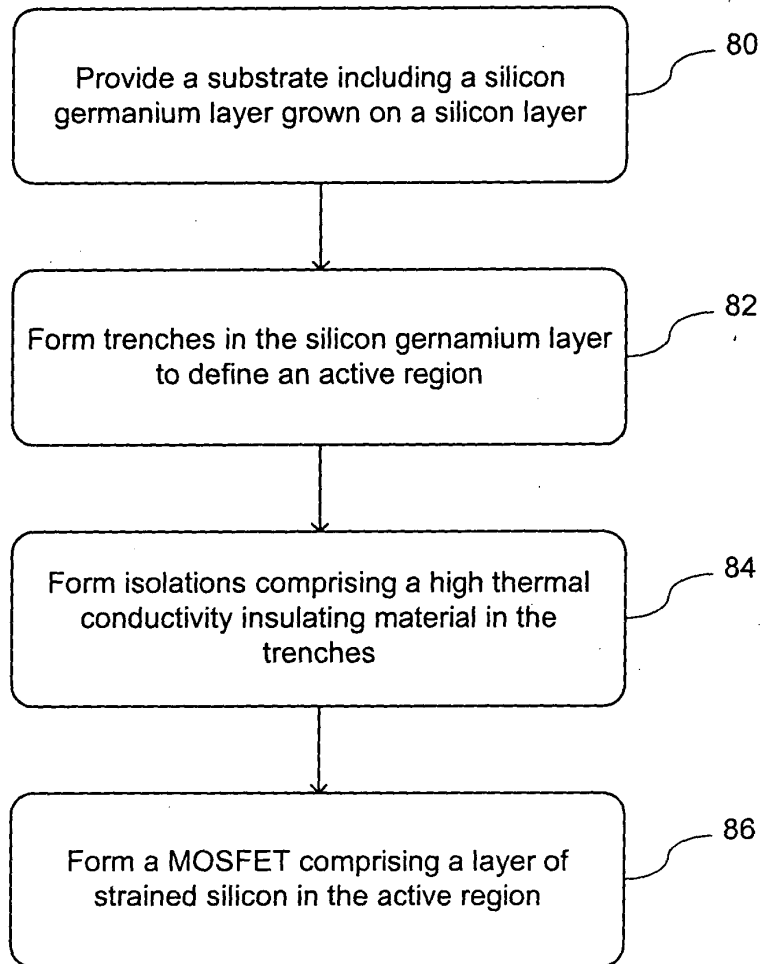 Provide a substrate including a silicon
germanium layer grown on a silicon layer
80
Form trenches in the silicon gernamium layer
to define an active region
82
Form isolations comprising a high thermal
conductivity insulating material in the
trenches
84
Form a MOSFET comprising a layer of
strained silicon in the active region
86